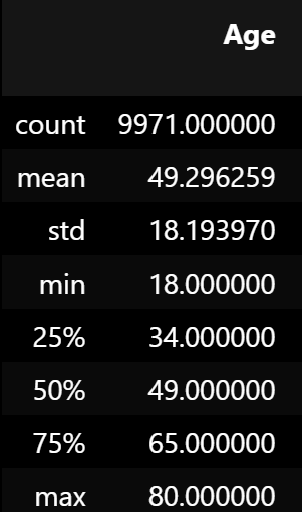 Age
count 9971.000000
mean 49.296259
std 18.193970
min 18.000000
25% 34.000000
50% 49.000000
75% 65.000000
max 80.000000